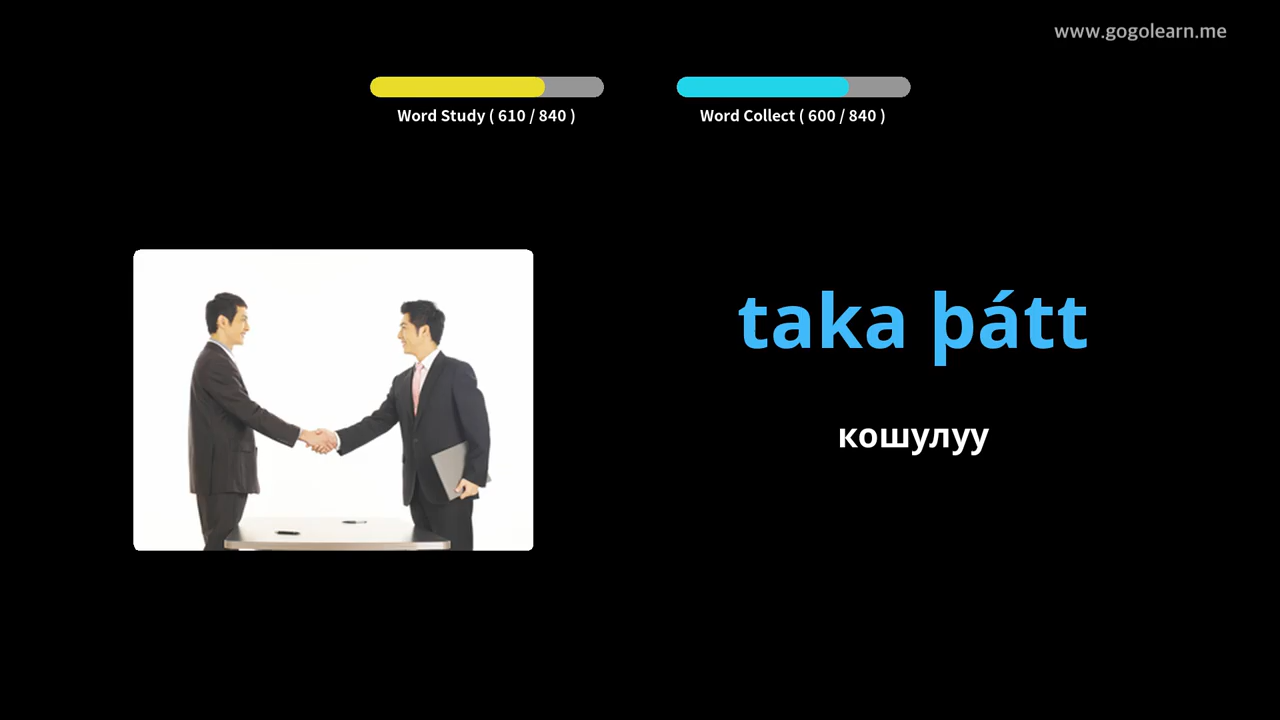 www.gogolearn.me
Word Study ( 610 / 840 )
Word Collect ( 600 / 840 )
taka þátt
кошулуу